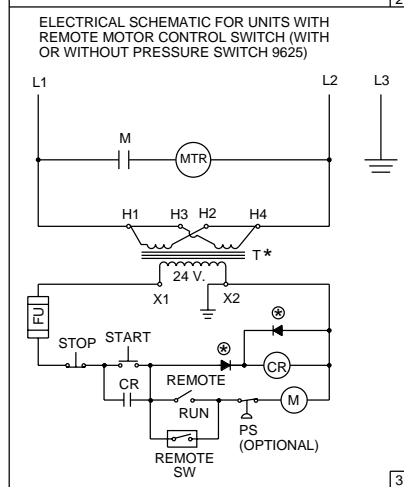 2
ELECTRICAL SCHEMATIC FOR UNITS WITH
REMOTE MOTOR CONTROL SWITCH (WITH
OR WITHOUT PRESSURE SWITCH 9625)
L1 L2 L3
M
MTR
H1 H3 H2 H4
T*
24 V.
X1 X2
FU
STOP START
CR REMOTE CR
RUN M
PS
(OPTIONAL)
REMOTE
SW
3